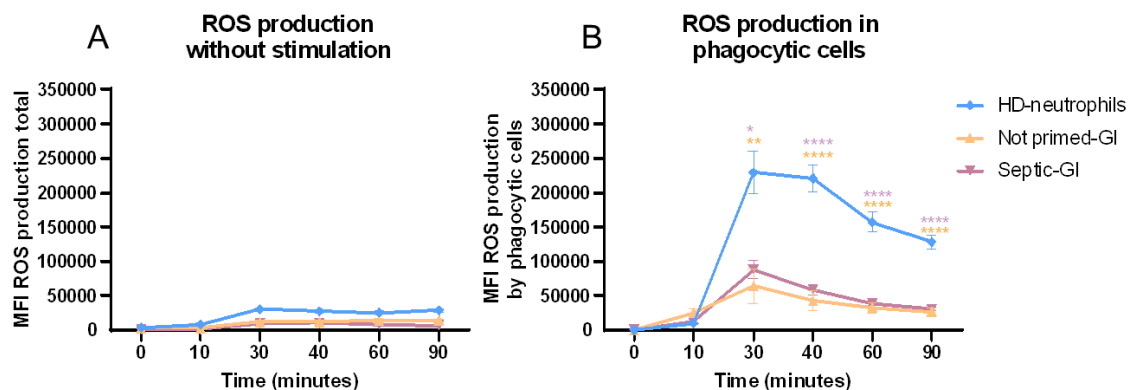 A
ROS production
without stimulation
MFI ROS production total
350000
300000
250000
200000
150000
100000
50000
0
0 10 30 40 60 90
Time (minutes)
B
ROS production in
phagocytic cells
MFI ROS production
by phagocytic cells
350000
300000
250000
200000
150000
100000
50000
0
* **** **** ****
** **** **** ****
0 10 30 40 60 90
Time (minutes)
HD-neutrophils
Not primed-GI
Septic-GI